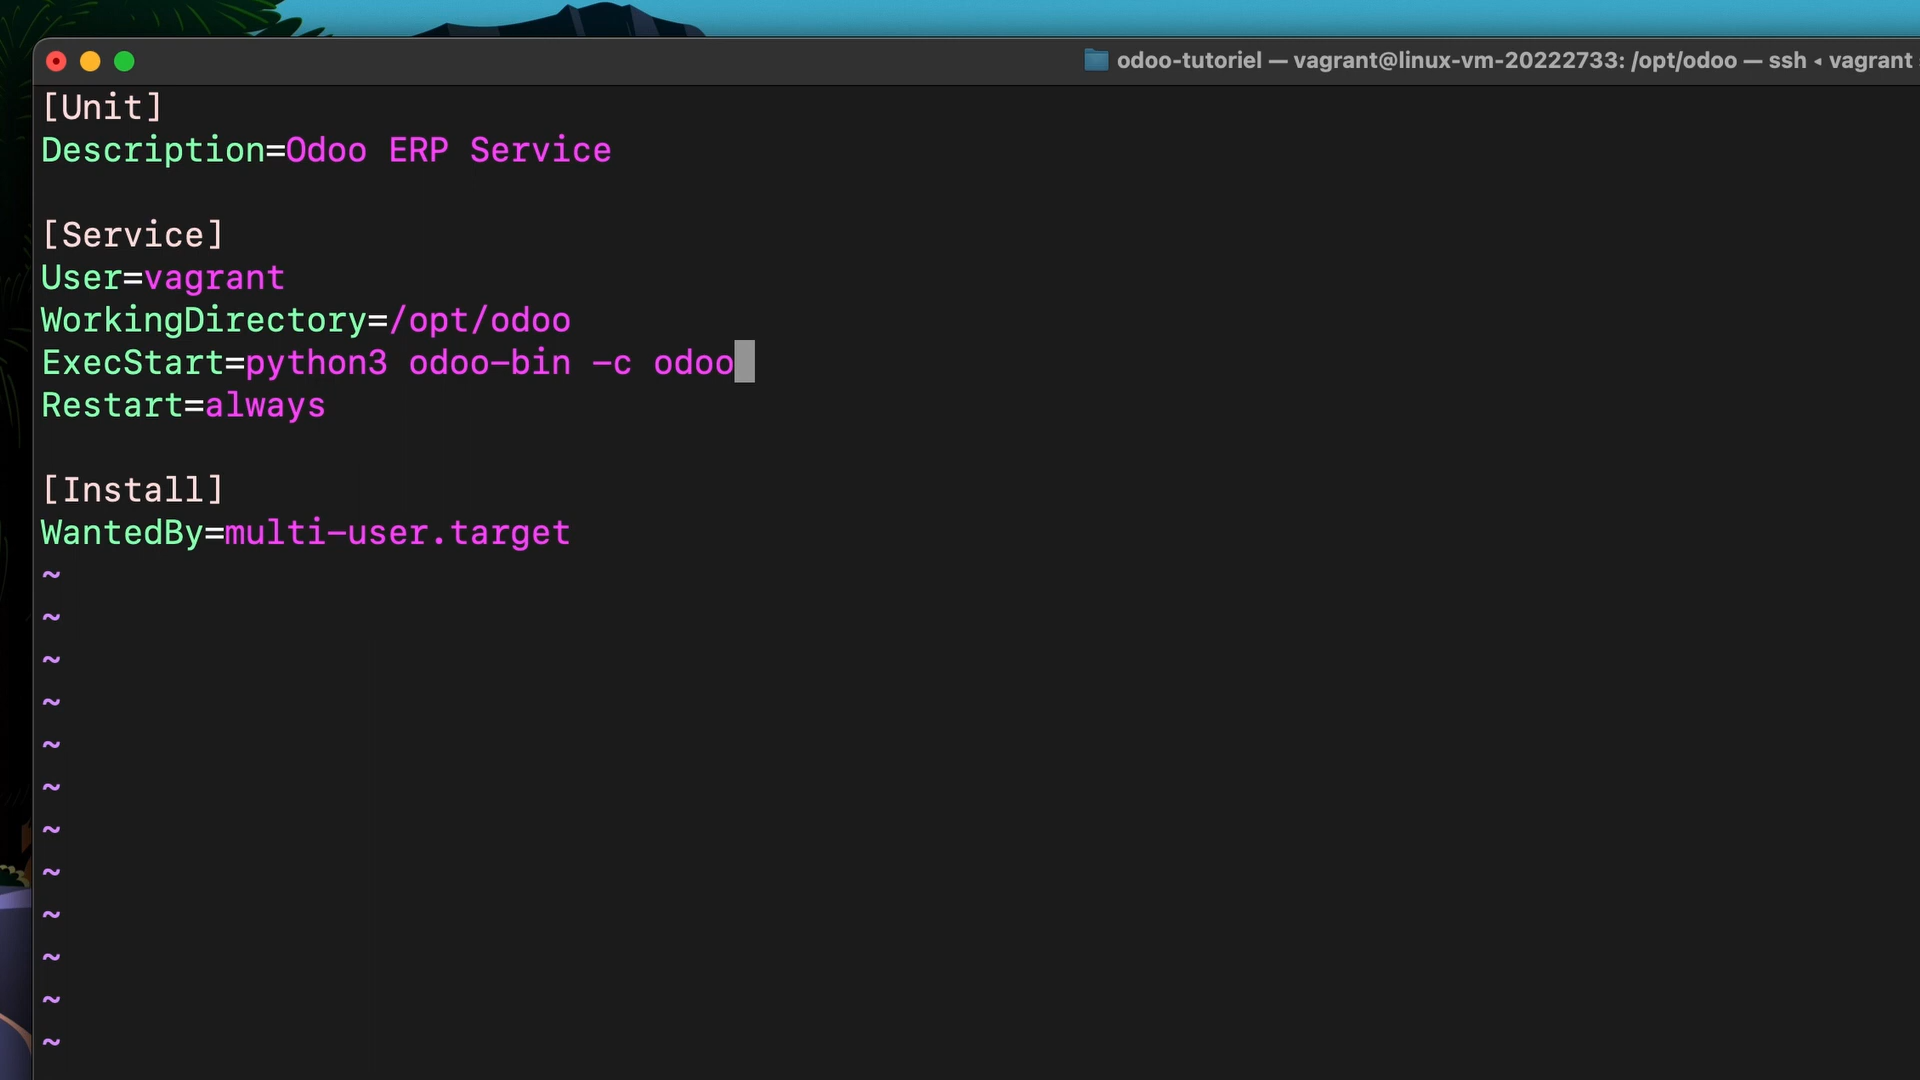 odoo-tutoriel — vagrant@linux-vm-20222733: /opt/odoo — ssh ◂ vagrant
[Unit]
Description=Odoo ERP Service
[Service]
User=vagrant
WorkingDirectory=/opt/odoo
ExecStart=python3 odoo-bin -c odoo
Restart=always
[Install]
WantedBy=multi-user.target
~
~
~
~
~
~
~
~
~
~
~
~